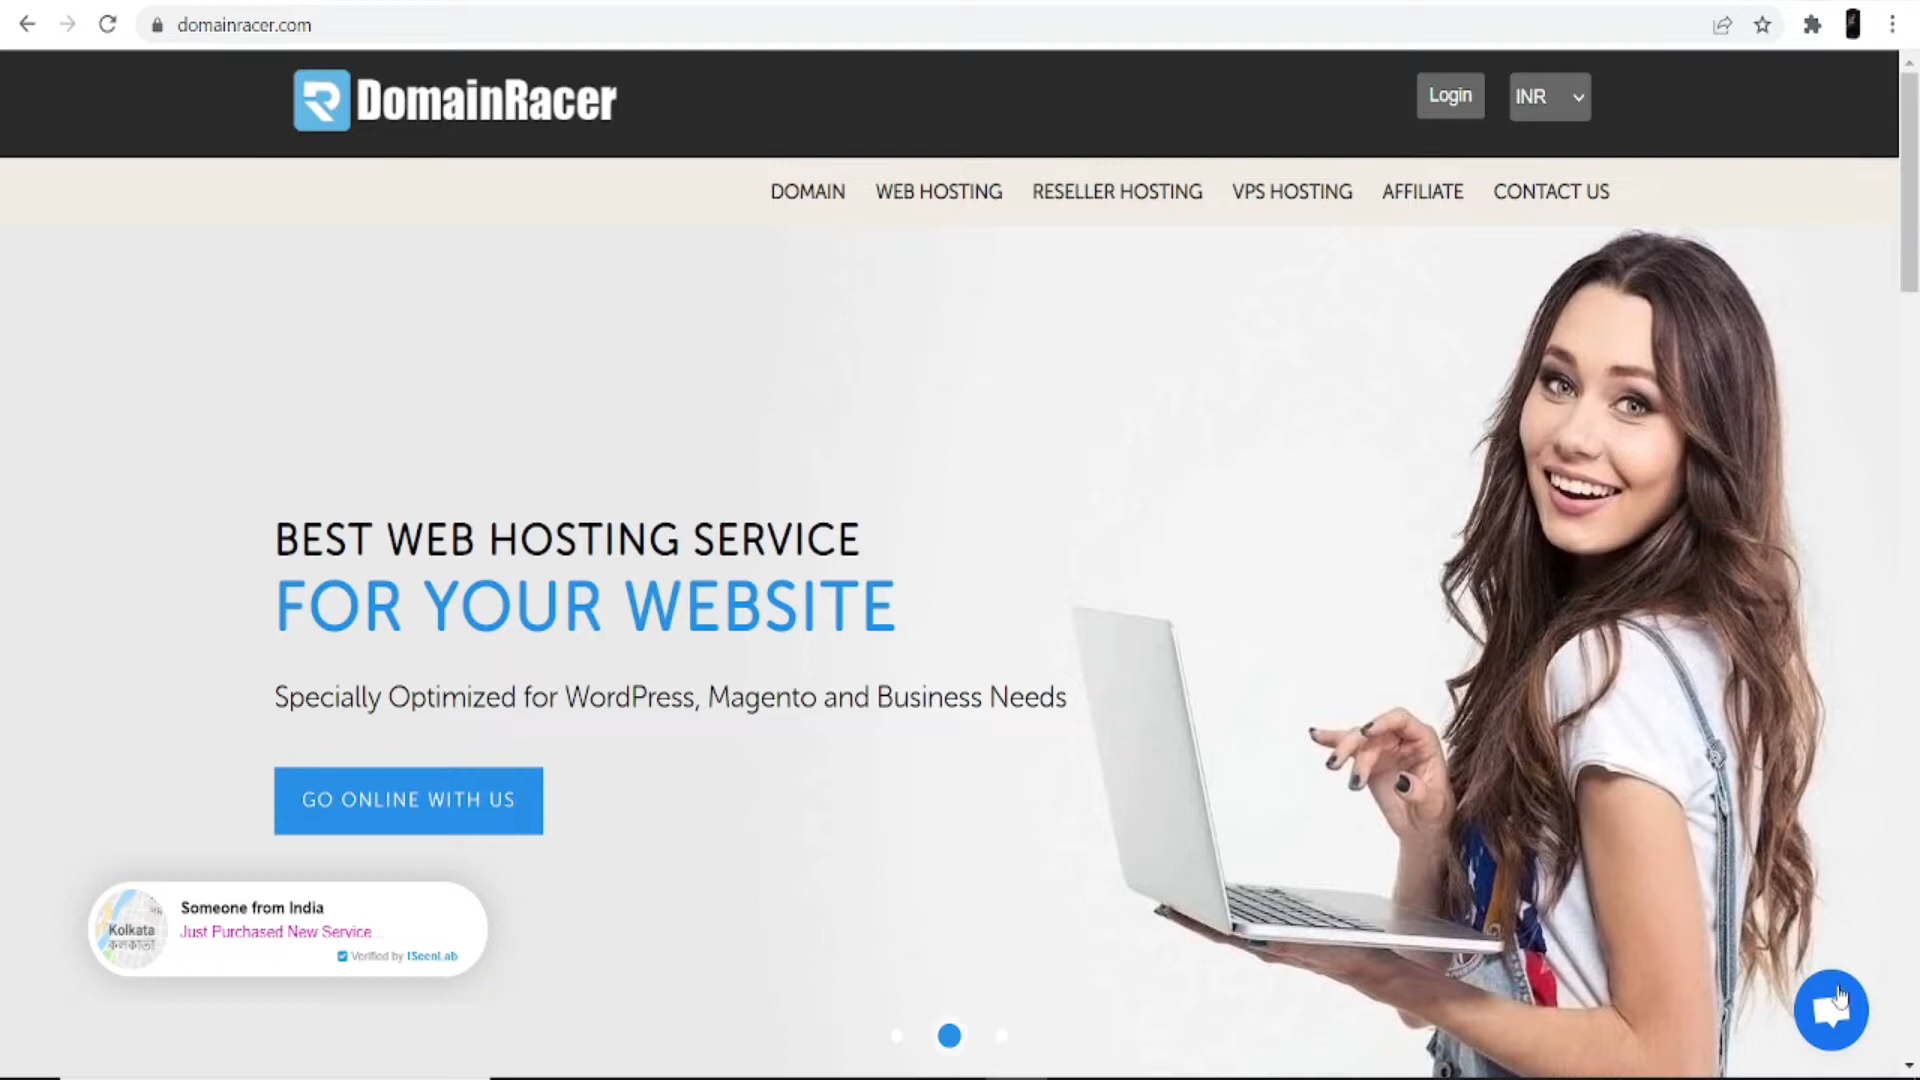 domainracer.com
DomainRacer
Login
INR
DOMAIN WEB HOSTING RESELLER HOSTING VPS HOSTING AFFILIATE CONTACT US
BEST WEB HOSTING SERVICE
FOR YOUR WEBSITE
Specially Optimized for WordPress, Magento and Business Needs
GO ONLINE WITH US
Someone from India
Kolkata
Just Purchased New Service...
Verified by